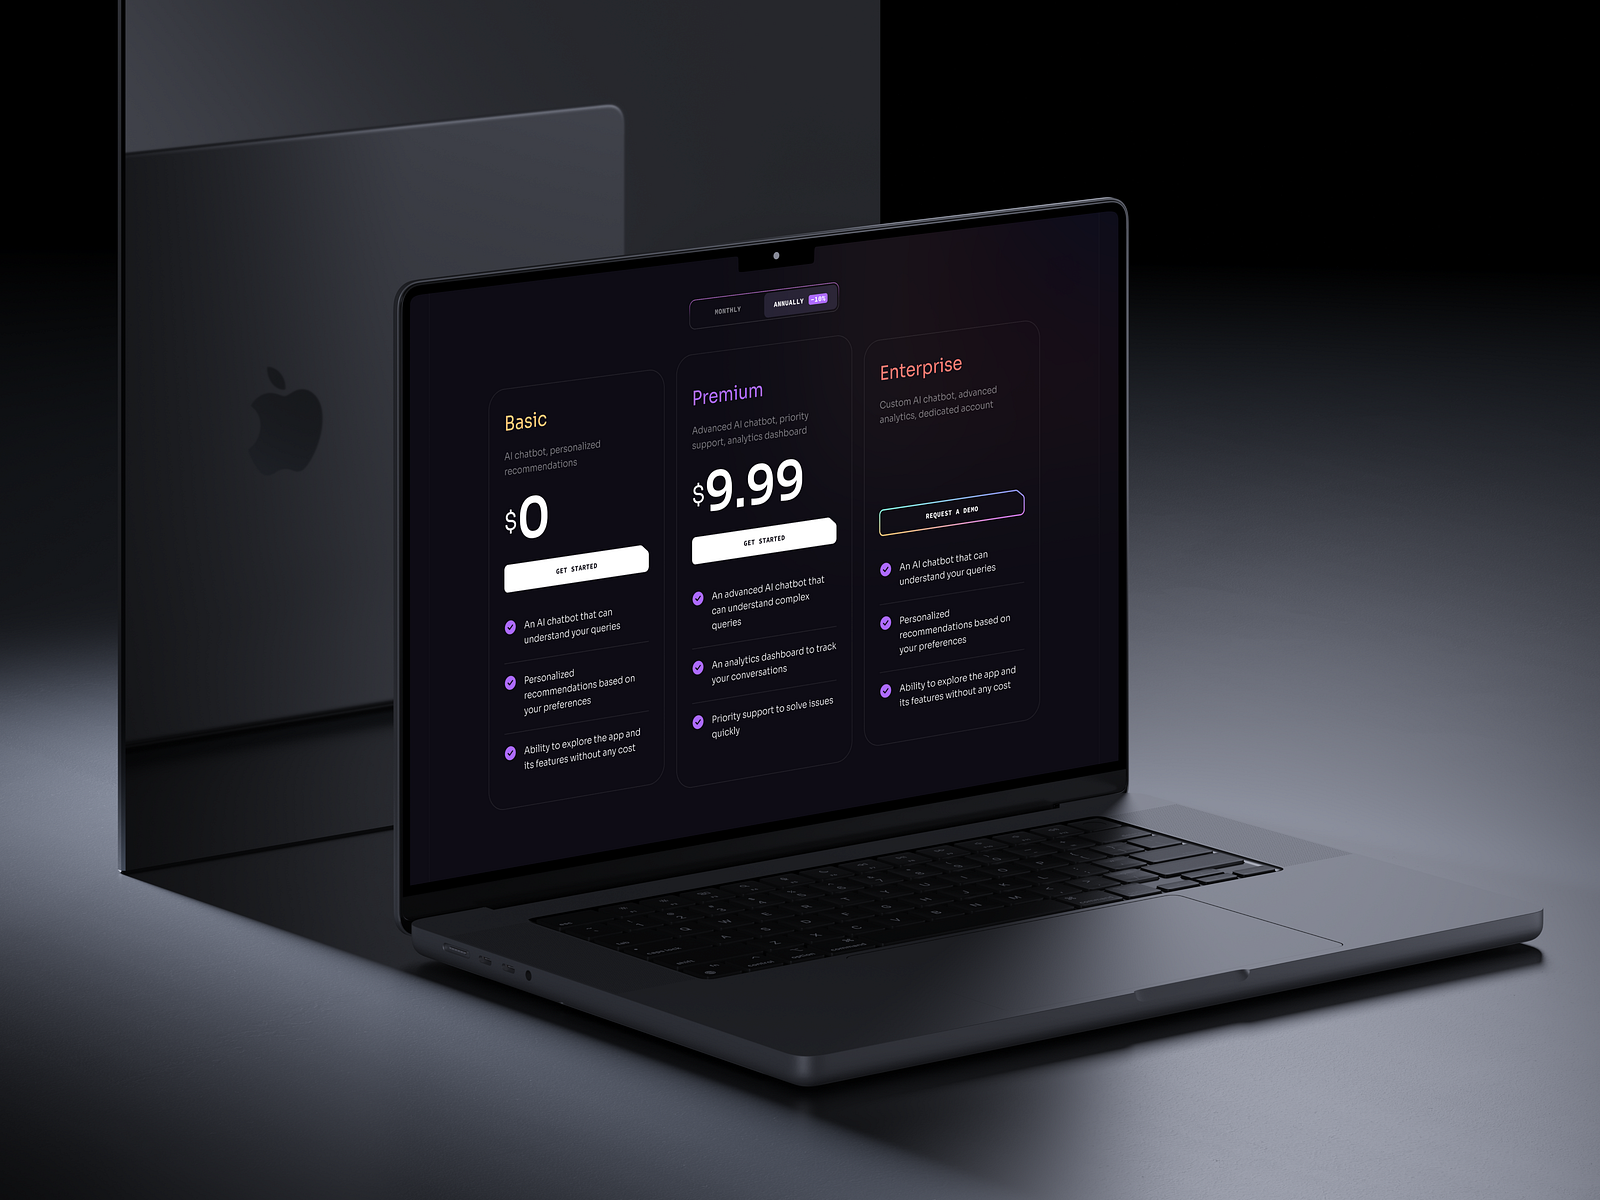 MONTHLY
ANNUALLY -10%
Basic
AI chatbot, personalized
recommendations
$0
GET STARTED
An AI chatbot that can
understand your queries
Personalized
recommendations based on
your preferences
Ability to explore the app and
its features without any cost
Premium
Advanced AI chatbot, priority
support, analytics dashboard
$9.99
GET STARTED
An advanced AI chatbot that
can understand complex
queries
An analytics dashboard to track
your conversations
Priority support to solve issues
quickly
Enterprise
Custom AI chatbot, advanced
analytics, dedicated account
REQUEST A DEMO
An AI chatbot that can
understand your queries
Personalized
recommendations based on
your preferences
Ability to explore the app and
its features without any cost